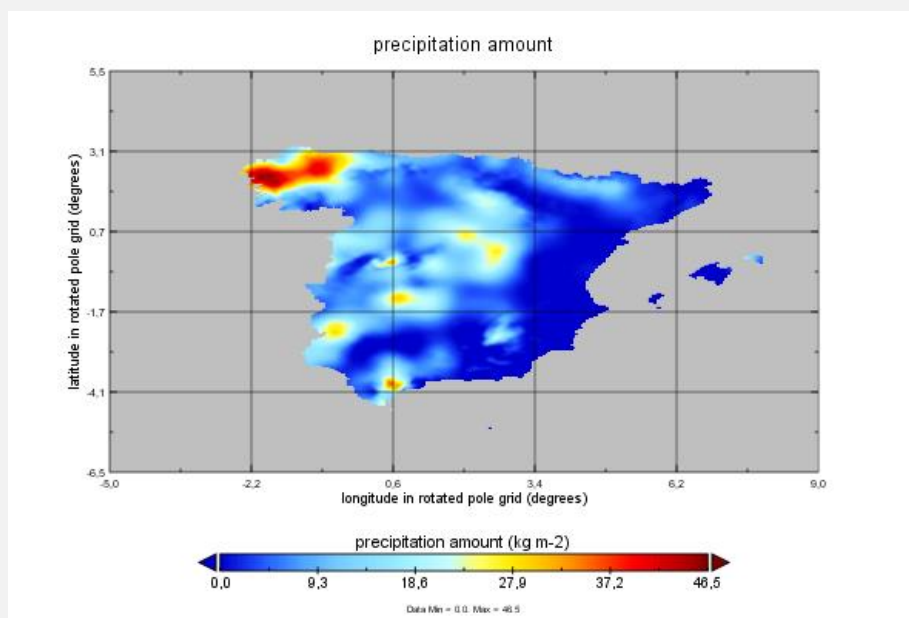 precipitation amount
5,5
3,1
0,7
-1,7
-4,1
-6,5
latitude in rotated pole grid (degrees)
-5,0 -2,2 0,6 3,4 6,2 9,0
longitude in rotated pole grid (degrees)
precipitation amount (kg m-2)
0,0 9,3 18,6 27,9 37,2 46,5
Data Min = 0.0. Max = 46.5